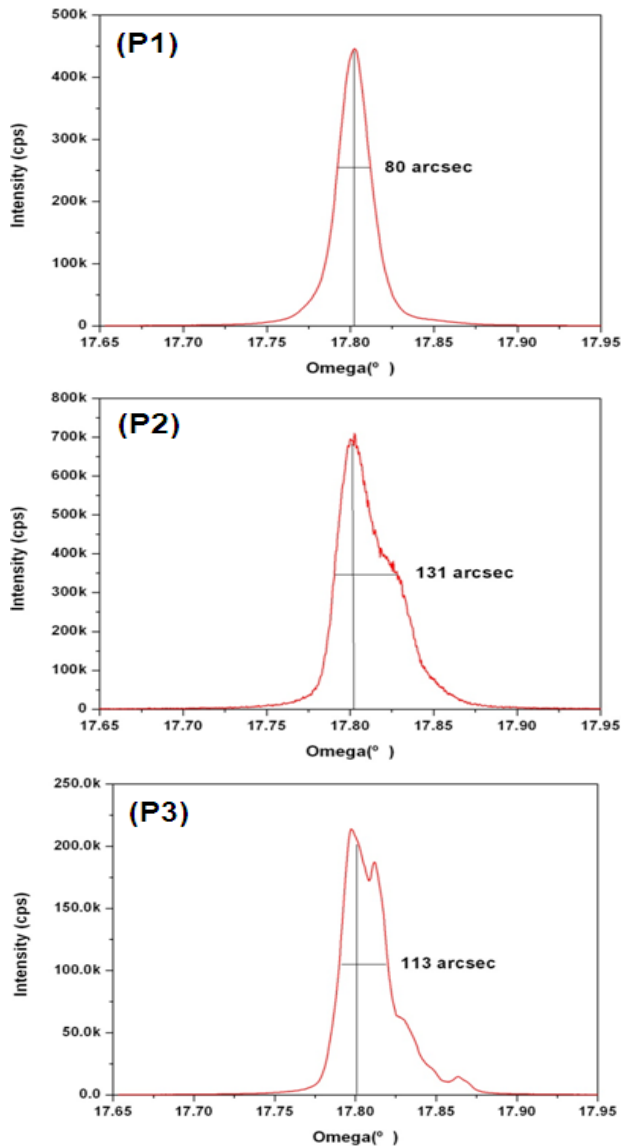 (P1)
500k
400k
300k
200k
100k
0
80 arcsec
17.65 17.70 17.75 17.80 17.85 17.90 17.95
Intensity (cps)
Omega(º )
(P2)
800k
700k
600k
500k
400k
300k
200k
100k
0
131 arcsec
17.65 17.70 17.75 17.80 17.85 17.90 17.95
Intensity (cps)
Omega(º )
(P3)
250.0k
200.0k
150.0k
100.0k
50.0k
0.0
113 arcsec
17.65 17.70 17.75 17.80 17.85 17.90 17.95
Intensity (cps)
Omega(º )